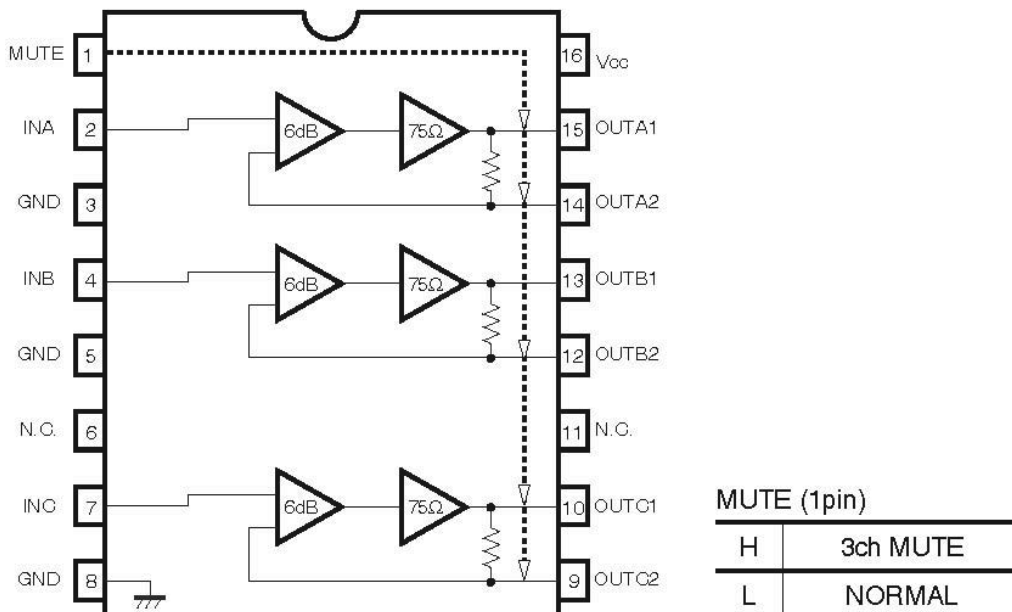 MUTE 1 16 Vcc
INA 2 6dB 75Ω 15 OUTA1
GND 3 14 OUTA2
INB 4 6dB 75Ω 13 OUTB1
GND 5 12 OUTB2
N.C. 6 11 N.C.
INC 7 6dB 75Ω 10 OUTC1
GND 8 9 OUTC2
MUTE (1pin)
H 3ch MUTE
L NORMAL